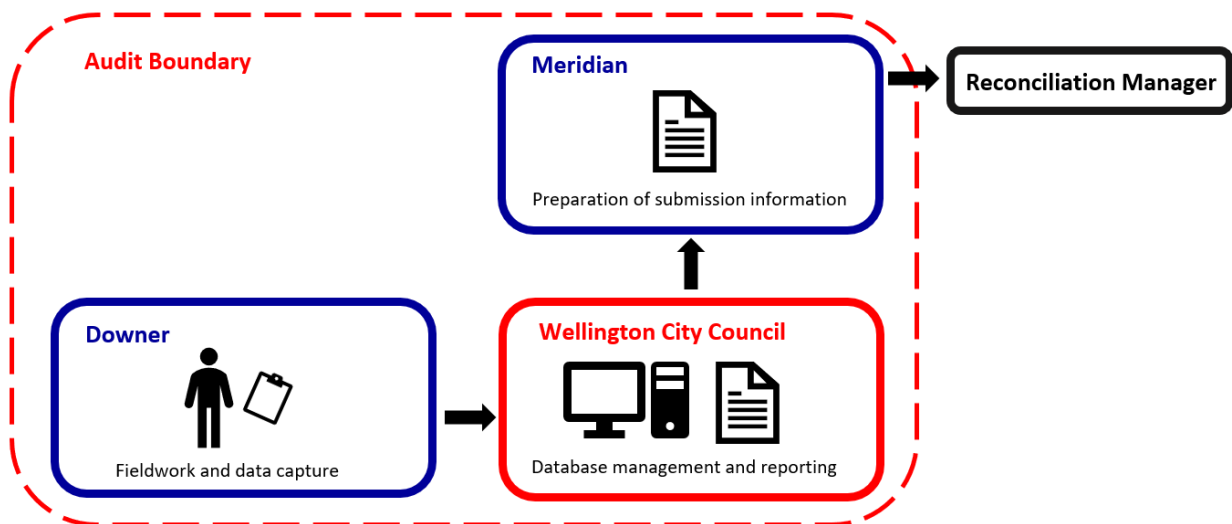 Audit Boundary
Meridian
Preparation of submission information
Reconciliation Manager
Downer
Fieldwork and data capture
Wellington City Council
Database management and reporting